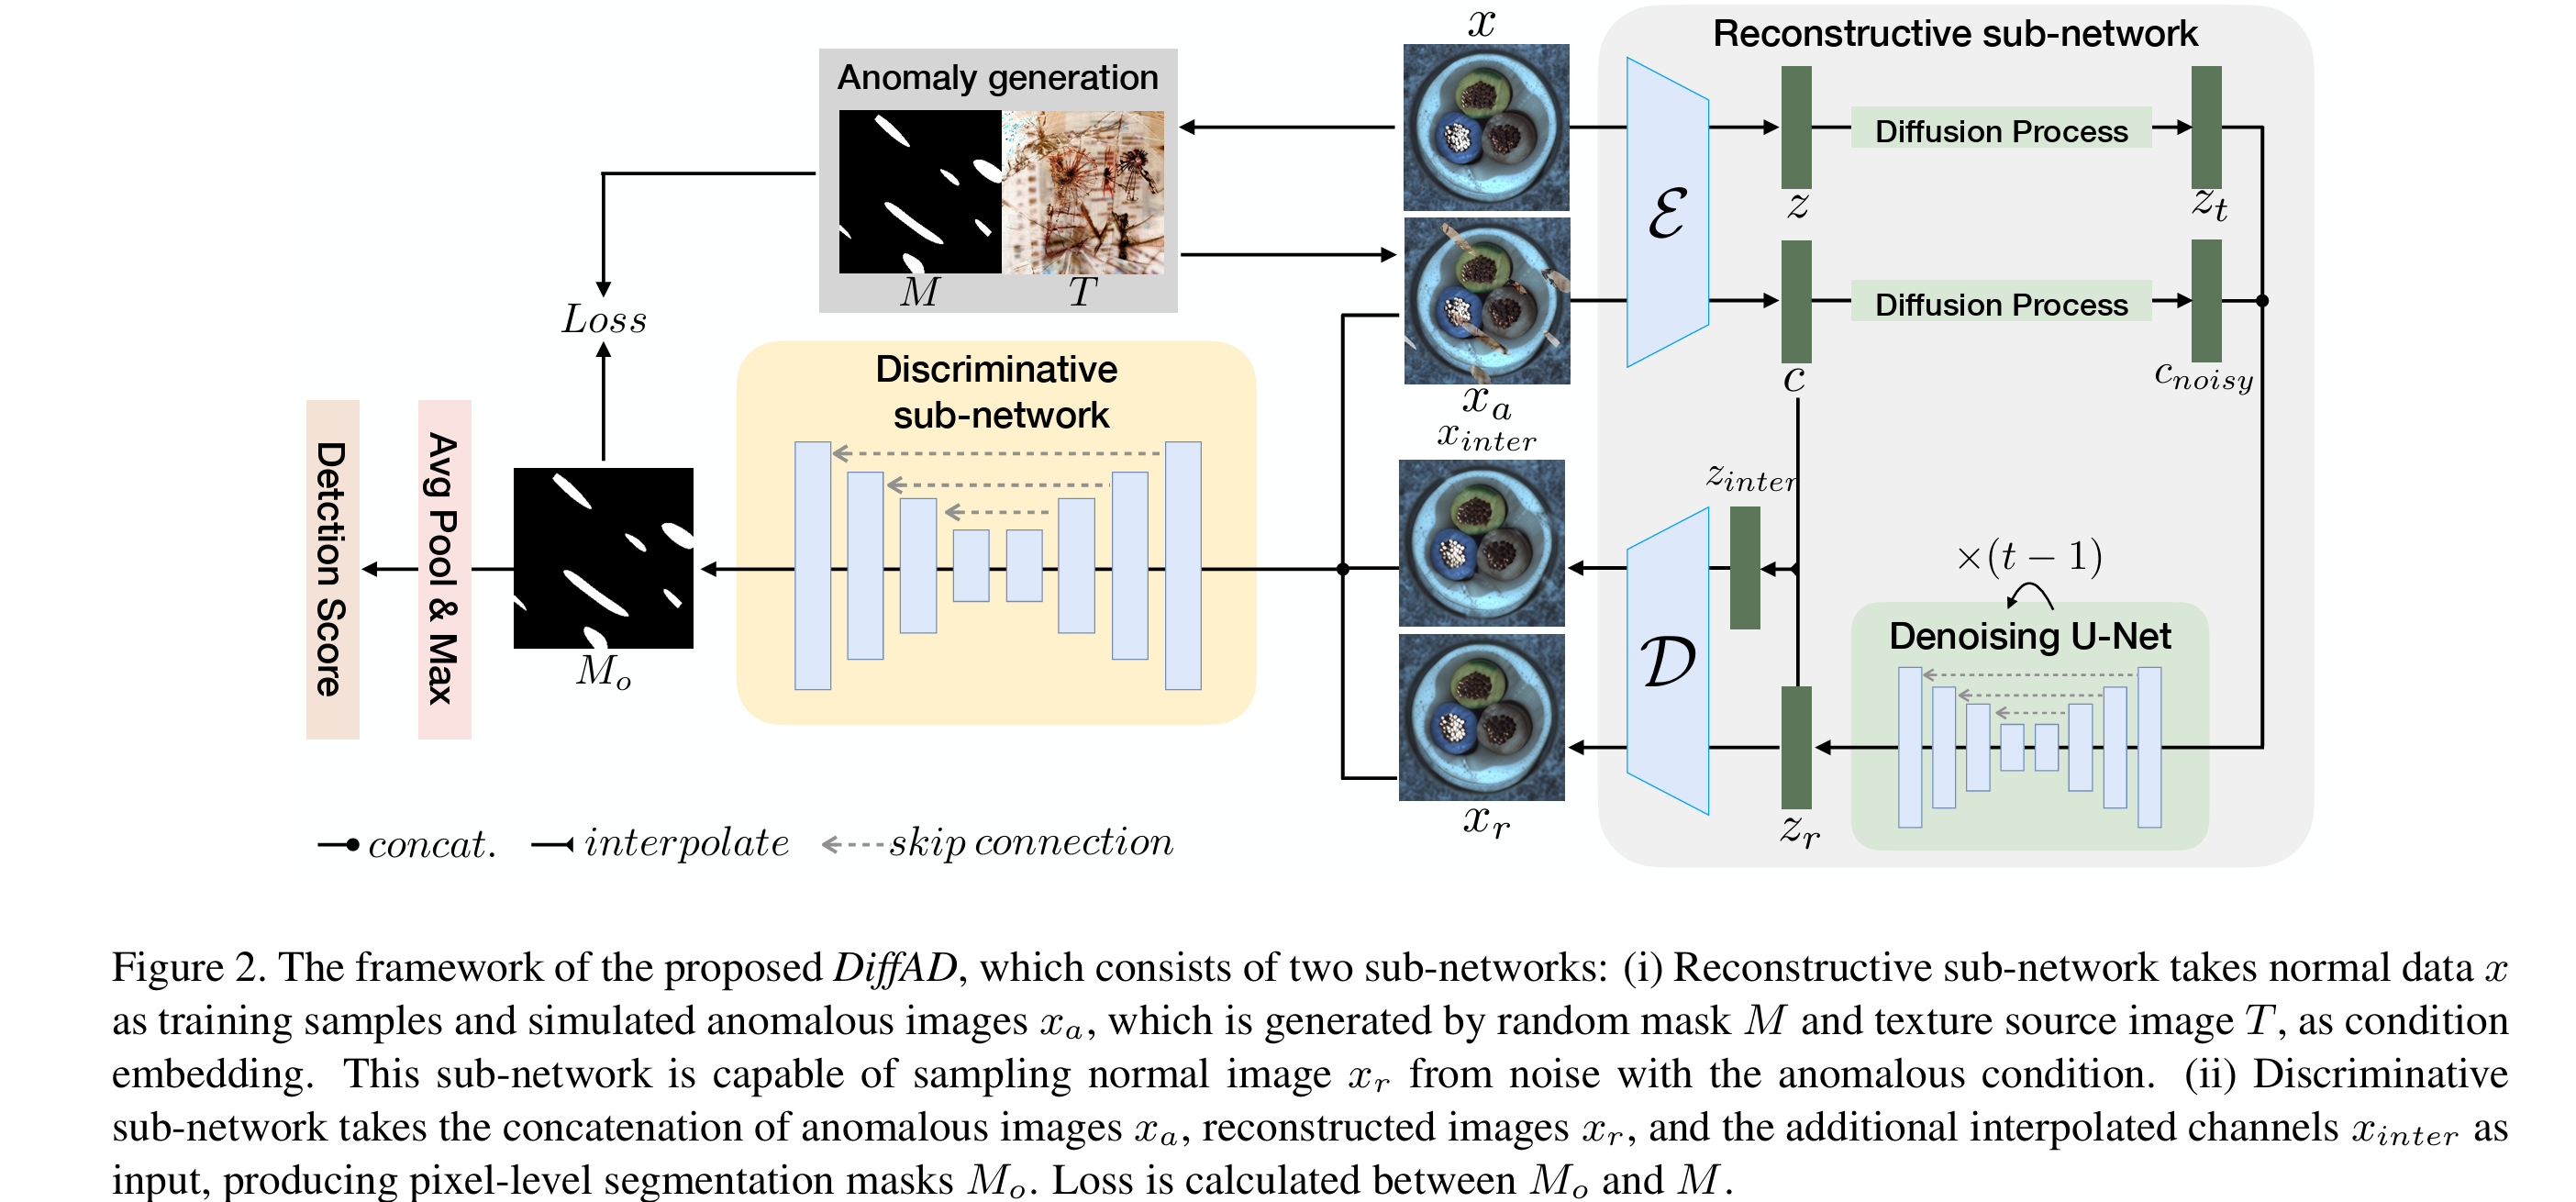 x
Reconstructive sub-network
Anomaly generation
M
T
ℰ
Diffusion Process
z
z_t
Loss
Diffusion Process
x_a
c
c_{noisy}
Discriminative
sub-network
x_{inter}
z_{inter}
Detction Score
Avg Pool & Max
×(t − 1)
Denoising U-Net
𝒟
M_o
x_r
z_r
concat.
interpolate
skip connection
Figure 2. The framework of the proposed DiffAD, which consists of two sub-networks: (i) Reconstructive sub-network takes normal data x
as training samples and simulated anomalous images x_a, which is generated by random mask M and texture source image T, as condition
embedding. This sub-network is capable of sampling normal image x_r from noise with the anomalous condition. (ii) Discriminative
sub-network takes the concatenation of anomalous images x_a, reconstructed images x_r, and the additional interpolated channels x_{inter} as
input, producing pixel-level segmentation masks M_o. Loss is calculated between M_o and M.